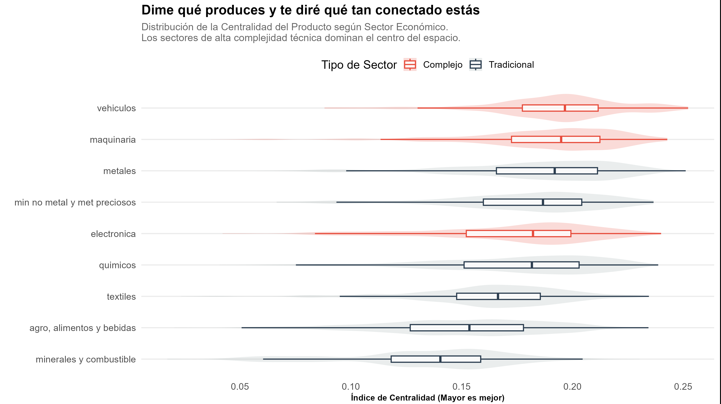 Dime qué produces y te diré qué tan conectado estás
Distribución de la Centralidad del Producto según Sector Económico.
Los sectores de alta complejidad técnica dominan el centro del espacio.
Tipo de Sector Complejo Tradicional
vehiculos
maquinaria
metales
min no metal y met preciosos
electronica
quimicos
textiles
agro, alimentos y bebidas
minerales y combustible
0.05 0.10 0.15 0.20 0.25
Índice de Centralidad (Mayor es mejor)